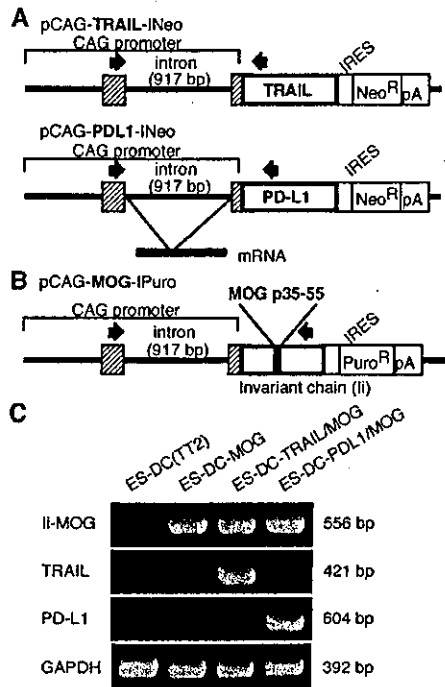 A
pCAG-TRAIL-INeo
CAG promoter
intron
(917 bp)
IRES
TRAIL
NeoR
pA
pCAG-PDL1-INeo
CAG promoter
intron
(917 bp)
IRES
PD-L1
NeoR
pA
mRNA
B
pCAG-MOG-IPuro
MOG p35-55
CAG promoter
intron
(917 bp)
IRES
PuroR
pA
Invariant chain (Ii)
C
ES-DC(TT2)
ES-DC-MOG
ES-DC-TRAIL/MOG
ES-DC-PDL1/MOG
Ii-MOG
556 bp
TRAIL
421 bp
PD-L1
604 bp
GAPDH
392 bp